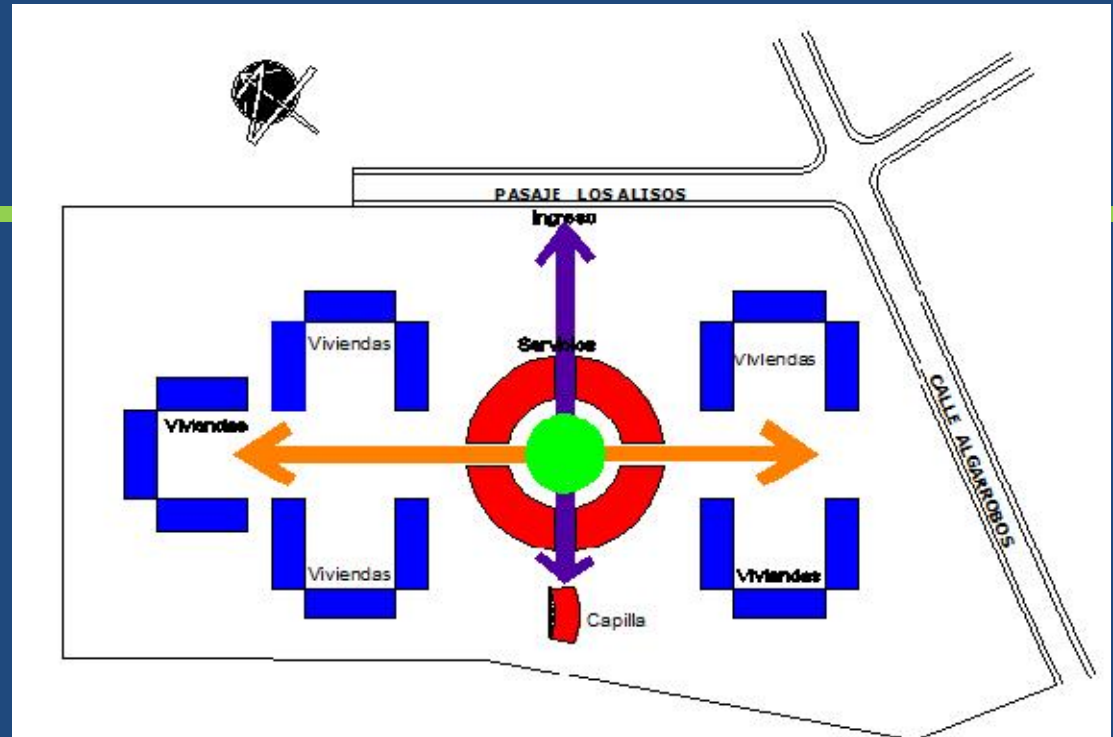 PASAJE LOS ALISOS
Ingreso
Servicios
Viviendas
Viviendas
Viviendas
CALLE ALGARROBOS
Viviendas
Viviendas
Capilla